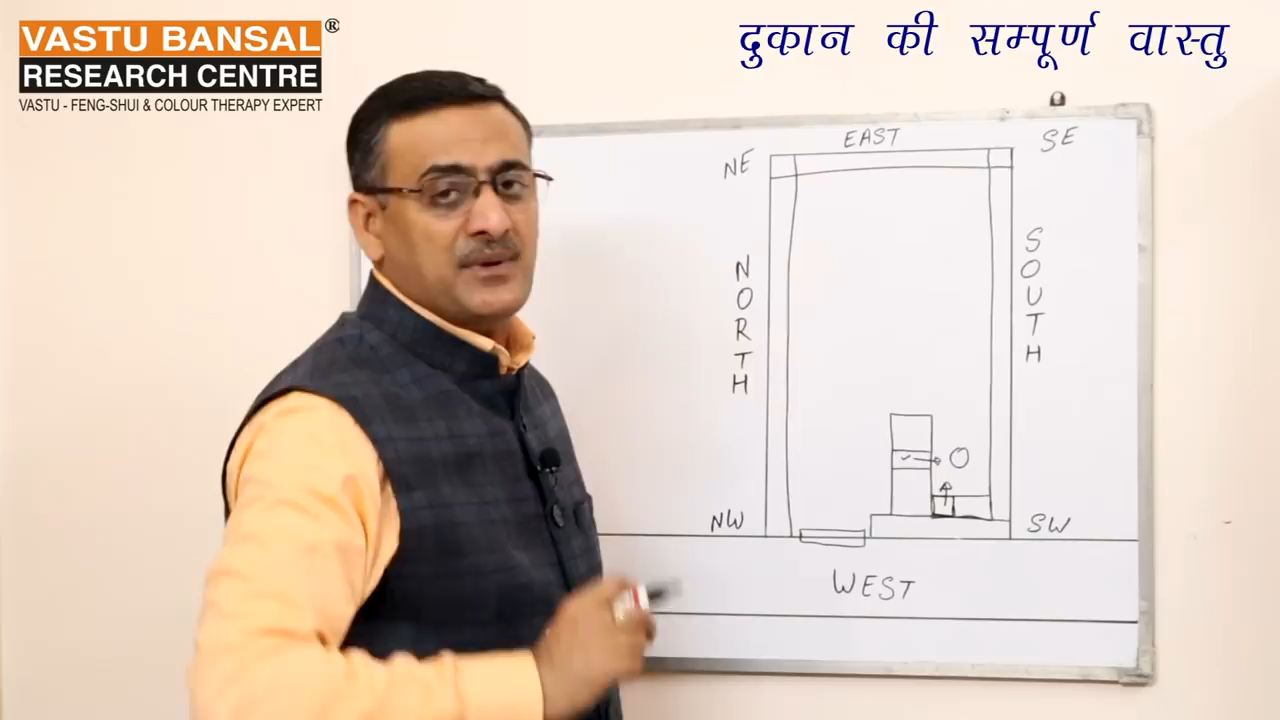 VASTU BANSAL®
RESEARCH CENTRE
VASTU - FENG-SHUI & COLOUR THERAPY EXPERT
दुकान की सम्पूर्ण वास्तु
EAST
NE
SE
NORTH
SOUTH
NW
SW
WEST